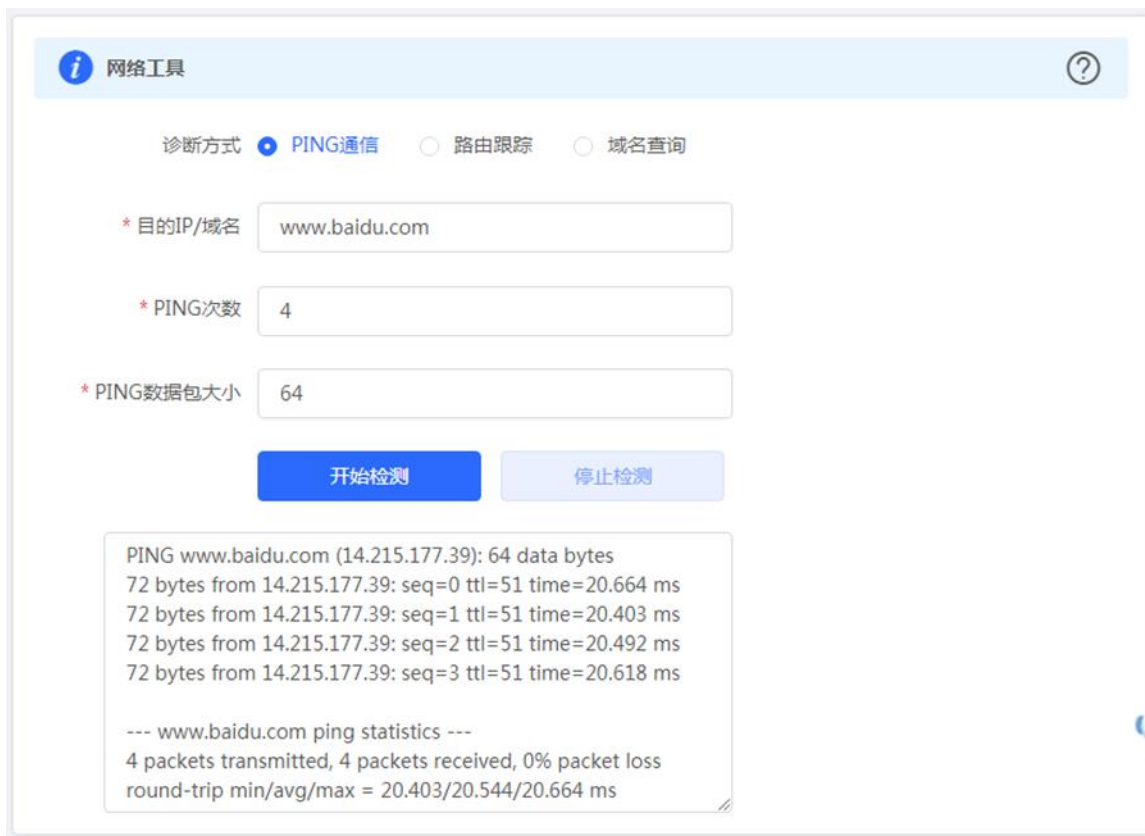 网络工具
诊断方式 PING通信 路由跟踪 域名查询
* 目的IP/域名 www.baidu.com
* PING次数 4
* PING数据包大小 64
开始检测 停止检测
PING www.baidu.com (14.215.177.39): 64 data bytes
72 bytes from 14.215.177.39: seq=0 ttl=51 time=20.664 ms
72 bytes from 14.215.177.39: seq=1 ttl=51 time=20.403 ms
72 bytes from 14.215.177.39: seq=2 ttl=51 time=20.492 ms
72 bytes from 14.215.177.39: seq=3 ttl=51 time=20.618 ms
--- www.baidu.com ping statistics ---
4 packets transmitted, 4 packets received, 0% packet loss
round-trip min/avg/max = 20.403/20.544/20.664 ms